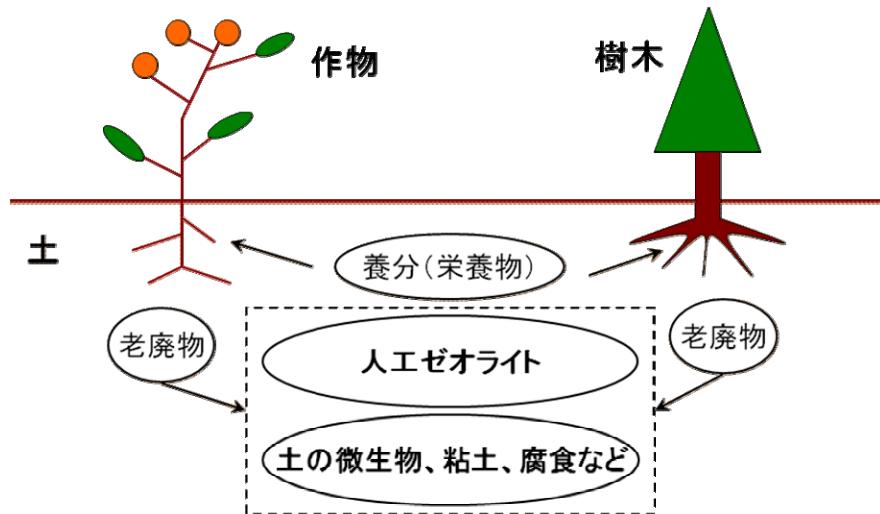 作物
樹木
土
養分(栄養物)
老廃物
老廃物
人工ゼオライト
土の微生物、粘土、腐食など